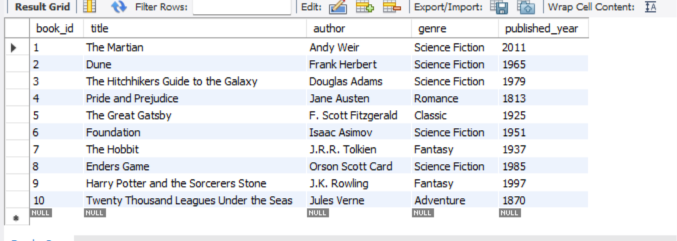 Result Grid Filter Rows: Edit: Export/Import: Wrap Cell Content:
book_id title author genre published_year
1 The Martian Andy Weir Science Fiction 2011
2 Dune Frank Herbert Science Fiction 1965
3 The Hitchhikers Guide to the Galaxy Douglas Adams Science Fiction 1979
4 Pride and Prejudice Jane Austen Romance 1813
5 The Great Gatsby F. Scott Fitzgerald Classic 1925
6 Foundation Isaac Asimov Science Fiction 1951
7 The Hobbit J.R.R. Tolkien Fantasy 1937
8 Enders Game Orson Scott Card Science Fiction 1985
9 Harry Potter and the Sorcerers Stone J.K. Rowling Fantasy 1997
10 Twenty Thousand Leagues Under the Seas Jules Verne Adventure 1870
NULL NULL NULL NULL NULL